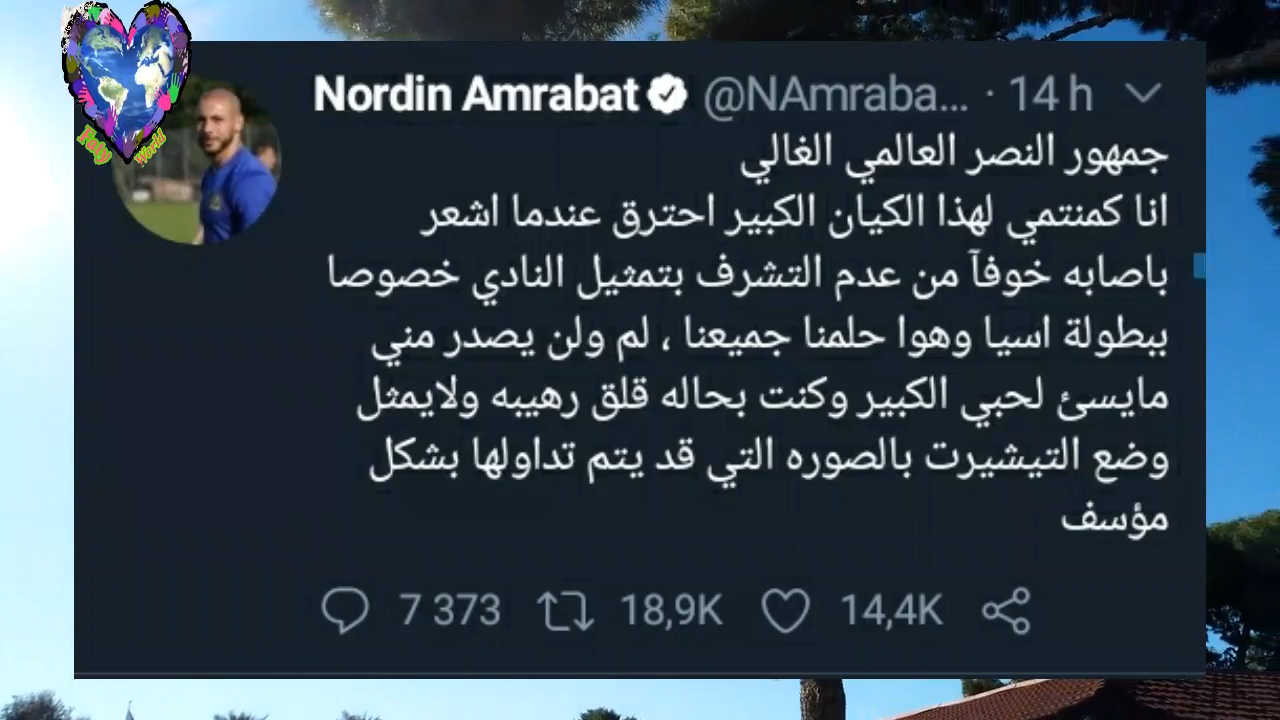 Nordin Amrabat @NAmraba... · 14 h
جمهور النصر العالمي الغالي
انا كمنتمي لهذا الكيان الكبير احترق عندما اشعر
باصابه خوفآ من عدم التشرف بتمثيل النادي خصوصا
ببطولة اسيا وهوا حلمنا جميعنا ، لم ولن يصدر مني
مايسئ لحبي الكبير وكنت بحاله قلق رهيبه ولايمثل
وضع التيشيرت بالصوره التي قد يتم تداولها بشكل
مؤسف
7 373 18,9K 14,4K
World